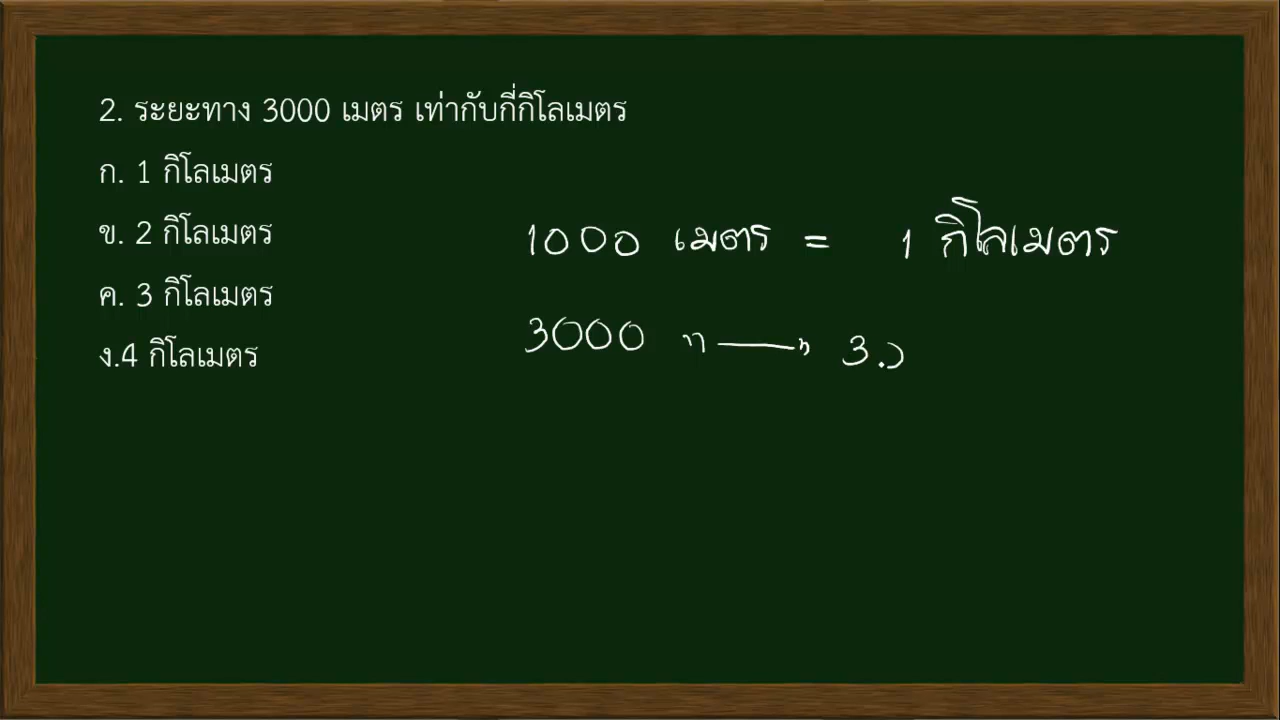 2. ระยะทาง 3000 เมตร เท่ากับกี่กิโลเมตร
ก. 1 กิโลเมตร
ข. 2 กิโลเมตร
ค. 3 กิโลเมตร
ง.4 กิโลเมตร
1000 เมตร = 1 กิโลเมตร
3000 " —— " 3.